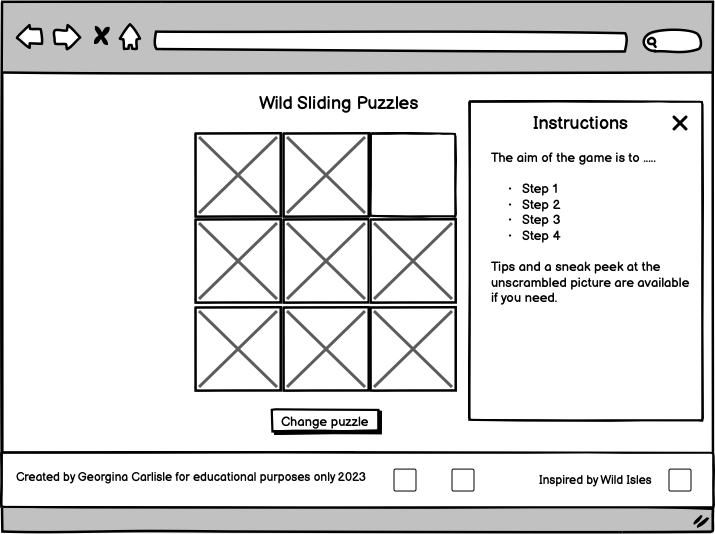 Wild Sliding Puzzles
Instructions
The aim of the game is to .....
· Step 1
· Step 2
· Step 3
· Step 4
Tips and a sneak peek at the
unscrambled picture are available
if you need.
Change puzzle
Created by Georgina Carlisle for educational purposes only 2023
Inspired by Wild Isles